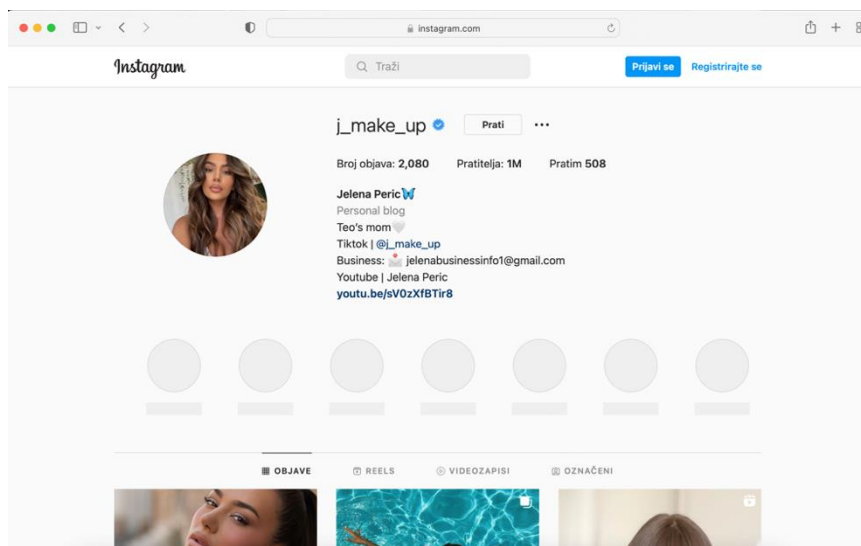 instagram.com
Instagram
Traži
Prijavi se Registrirajte se
j_make_up Prati
Broj objava: 2,080 Pratitelja: 1M Pratim 508
Jelena Peric🦋
Personal blog
Teo's mom🤍
Tiktok | @j_make_up
Business: 📩 jelenabusinessinfo1@gmail.com
Youtube | Jelena Peric
youtu.be/sV0zXfBTir8
OBJAVE REELS VIDEOZAPISI OZNAČENI